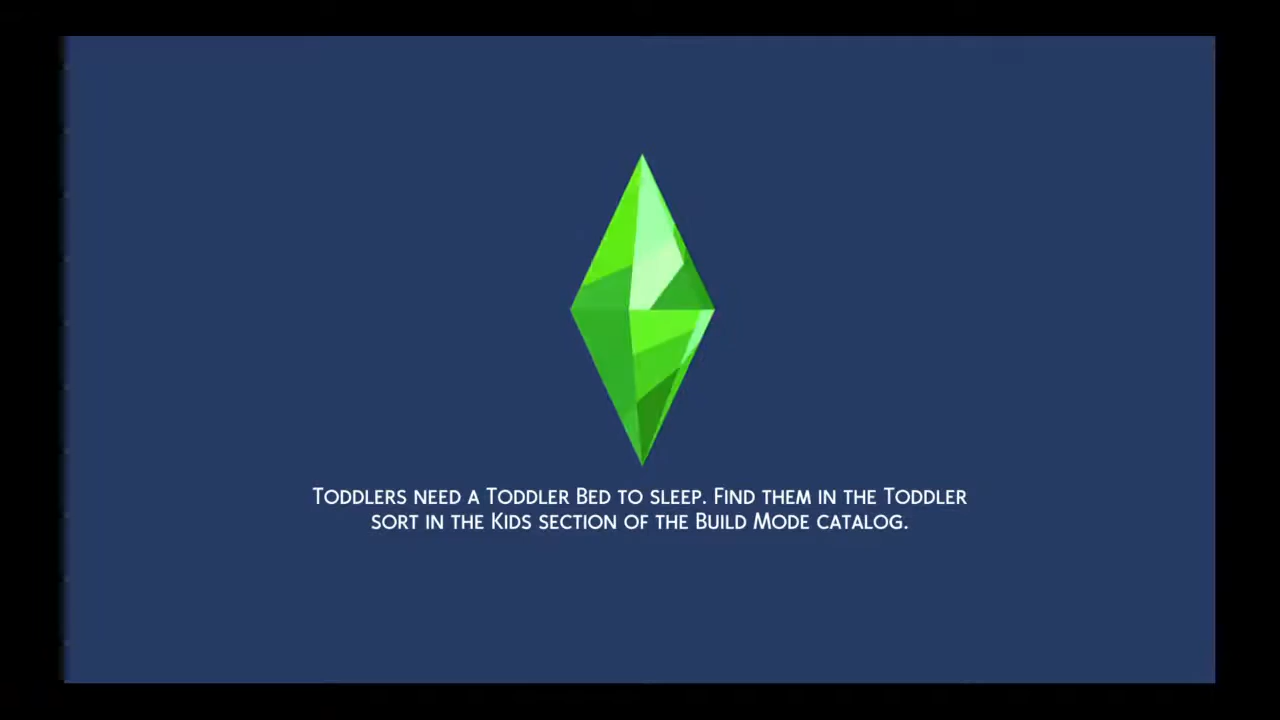 Toddlers need a Toddler Bed to sleep. Find them in the Toddler
sort in the Kids section of the Build Mode catalog.